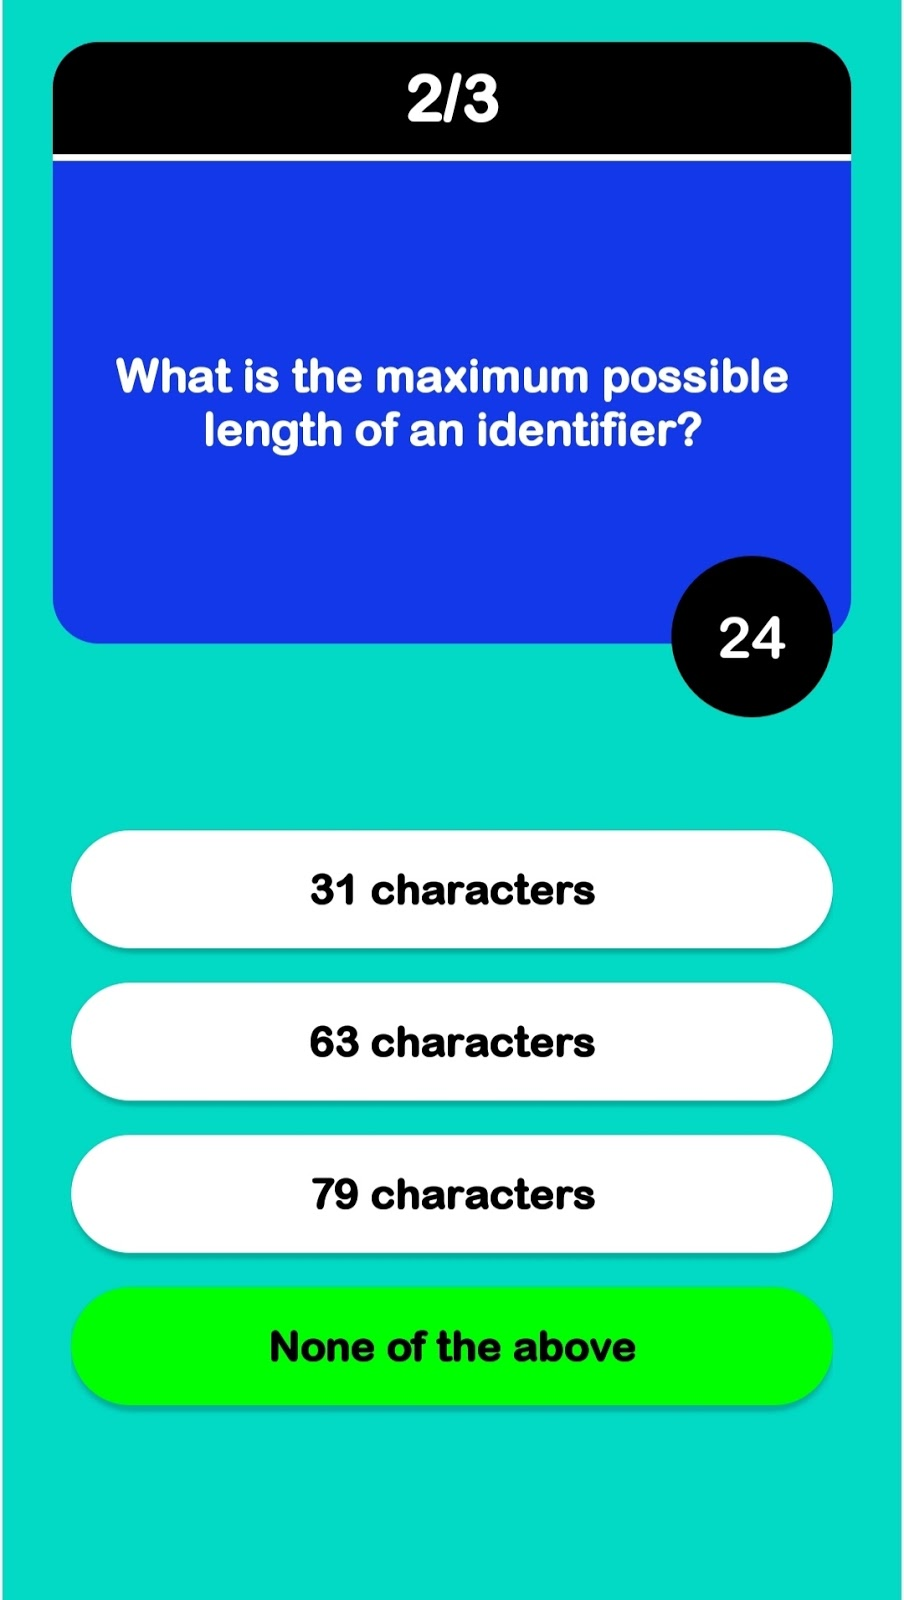 2/3
What is the maximum possible
length of an identifier?
24
31 characters
63 characters
79 characters
None of the above